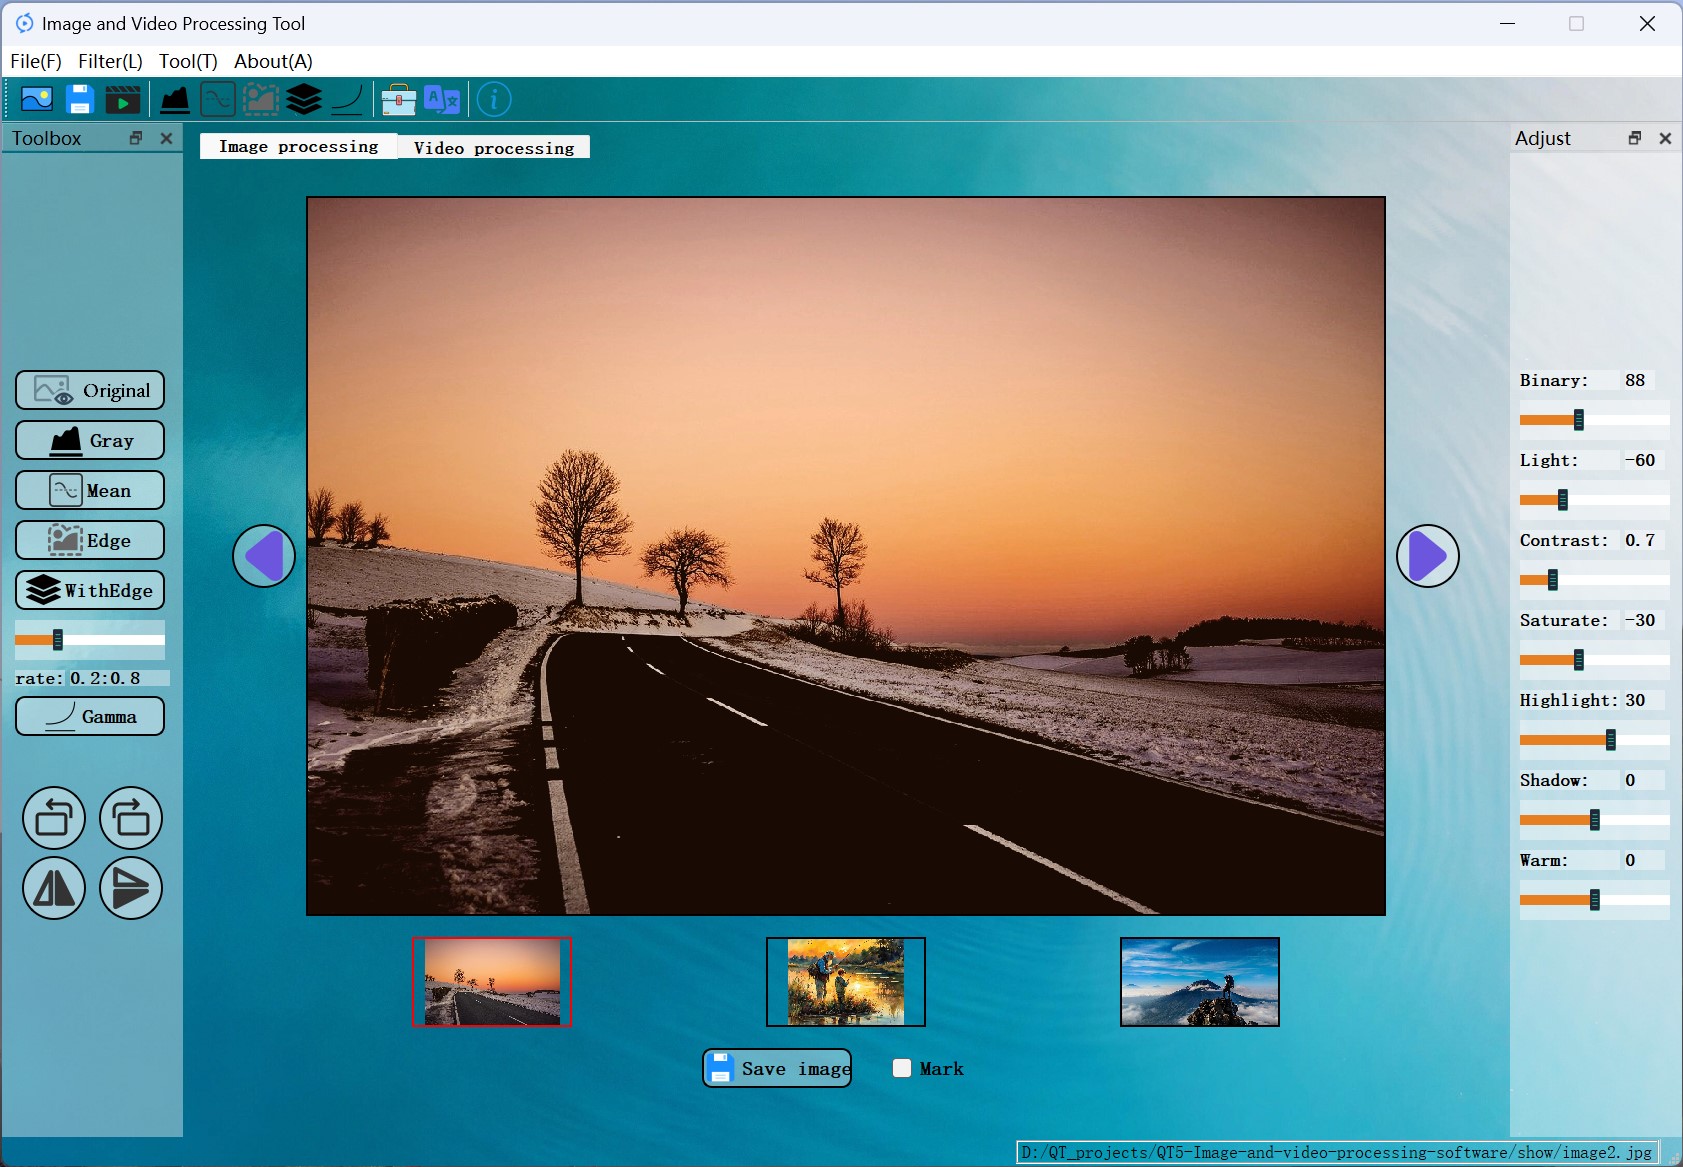 Image and Video Processing Tool
File(F) Filter(L) Tool(T) About(A)
Toolbox
Image processing Video processing
Adjust
Original
Gray
Mean
Edge
WithEdge
rate: 0.2:0.8
Gamma
Binary: 88
Light: -60
Contrast: 0.7
Saturate: -30
Highlight: 30
Shadow: 0
Warm: 0
Save image
Mark
D:/QT_projects/QT5-Image-and-video-processing-software/show/image2.jpg